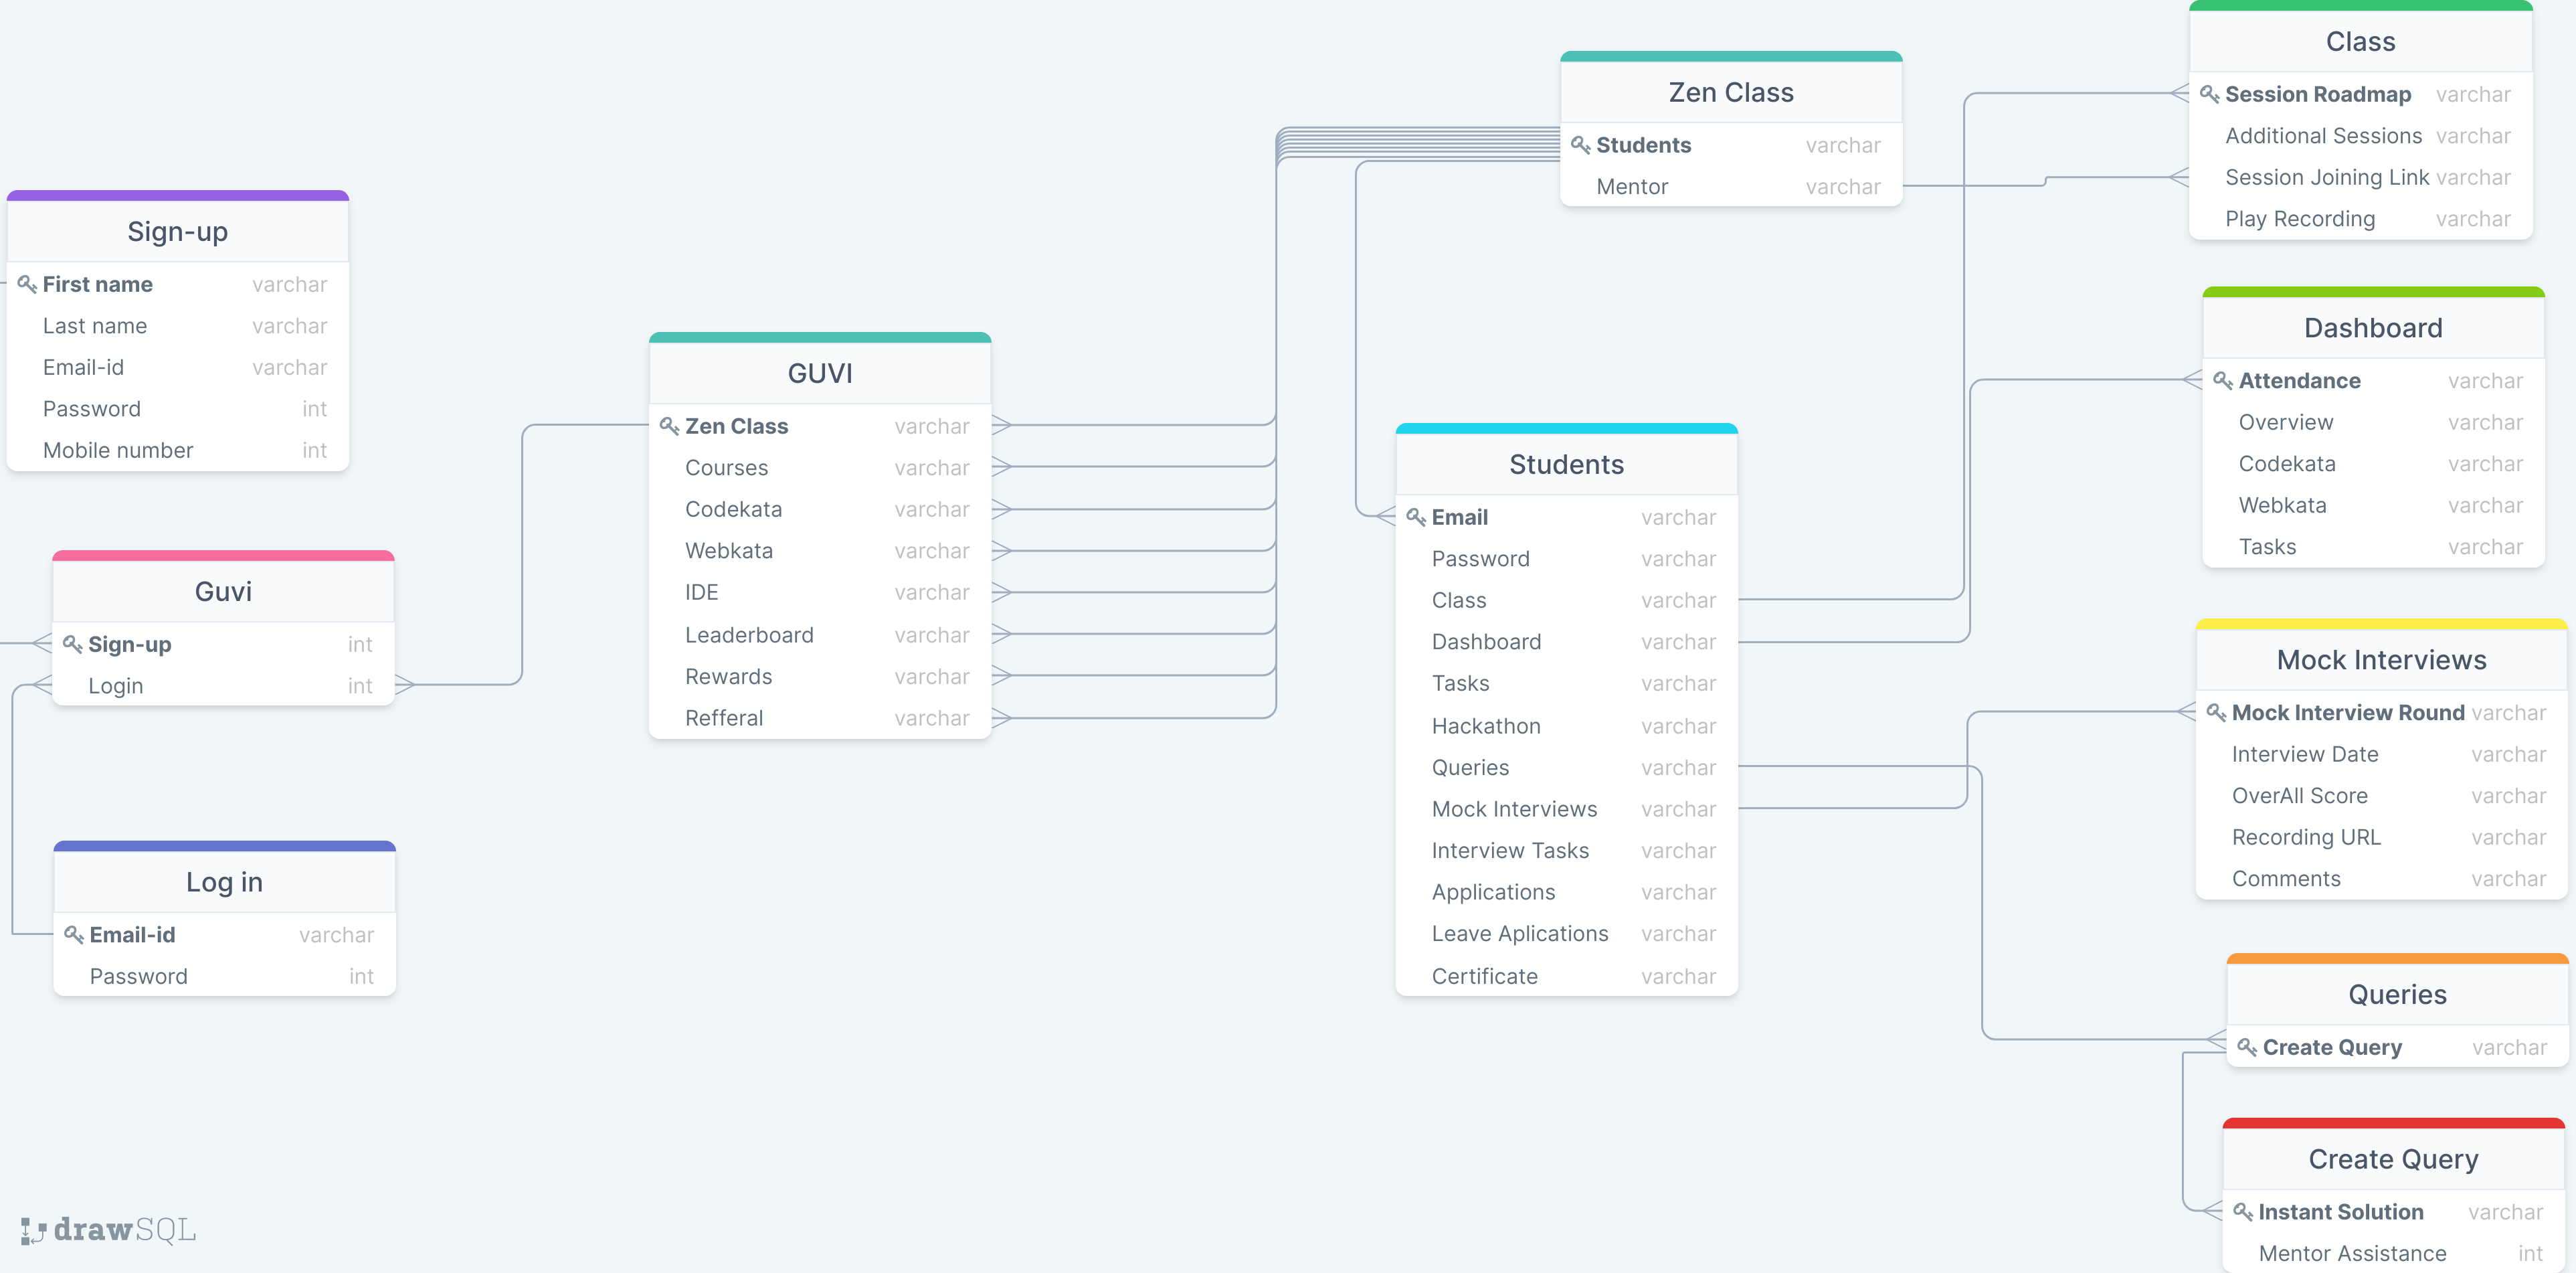 Sign-up
First name varchar
Last name varchar
Email-id varchar
Password int
Mobile number int
Guvi
Sign-up int
Login int
Log in
Email-id varchar
Password int
GUVI
Zen Class varchar
Courses varchar
Codekata varchar
Webkata varchar
IDE varchar
Leaderboard varchar
Rewards varchar
Refferal varchar
Zen Class
Students varchar
Mentor varchar
Students
Email varchar
Password varchar
Class varchar
Dashboard varchar
Tasks varchar
Hackathon varchar
Queries varchar
Mock Interviews varchar
Interview Tasks varchar
Applications varchar
Leave Aplications varchar
Certificate varchar
Class
Session Roadmap varchar
Additional Sessions varchar
Session Joining Link varchar
Play Recording varchar
Dashboard
Attendance varchar
Overview varchar
Codekata varchar
Webkata varchar
Tasks varchar
Mock Interviews
Mock Interview Round varchar
Interview Date varchar
OverAll Score varchar
Recording URL varchar
Comments varchar
Queries
Create Query varchar
Create Query
Instant Solution varchar
Mentor Assistance int
drawSQL